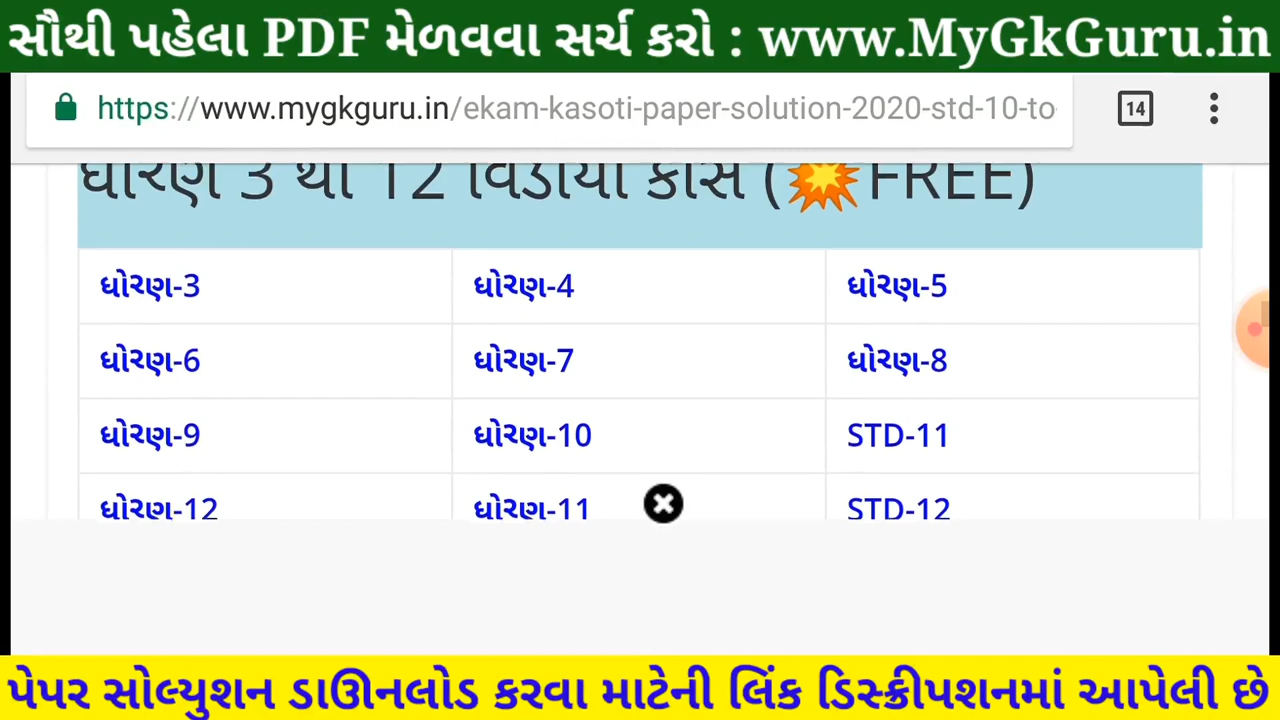 સૌથી પહેલા PDF મેળવવા સર્ચ કરો : www.MyGkGuru.in
https://www.mygkguru.in/ekam-kasoti-paper-solution-2020-std-10-to
14
ધોરણ 3 થી 12 વિડીયો ક્લાસ (💥FREE)
ધોરણ-3 ધોરણ-4 ધોરણ-5
ધોરણ-6 ધોરણ-7 ધોરણ-8
ધોરણ-9 ધોરણ-10 STD-11
ધોરણ-12 ધોરણ-11 STD-12
પેપર સોલ્યુશન ડાઊનલોડ કરવા માટેની લિંક ડિસ્ક્રીપશનમાં આપેલી છે